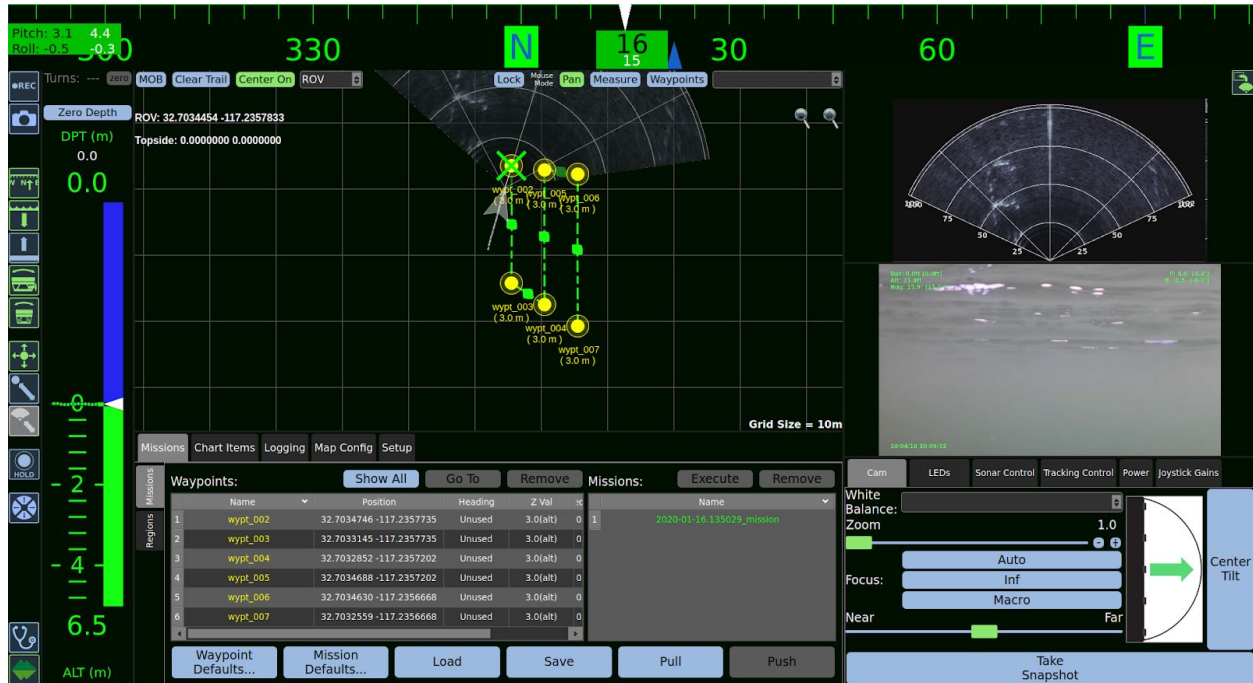 Pitch: 3.1 4.4
Roll: -0.5 -0.3
300 330 N 16 15 30 60 E
REC
Turns: --- zero
MOB Clear Trail Center On ROV
Lock Mouse Mode Pan Measure Waypoints
Zero Depth
DPT (m)
0.0
0.0
ROV: 32.7034454 -117.2357833
Topside: 0.0000000 0.0000000
wypt_002
(3.0 m)
wypt_005
(3.0 m)
wypt_006
(3.0 m)
wypt_003
(3.0 m)
wypt_004
(3.0 m)
wypt_007
(3.0 m)
Grid Size = 10m
75 50 25 25 50 75
W N E
HOLD
0
- 2 -
- 4 -
6.5
ALT (m)
Missions Chart Items Logging Map Config Setup
Missions
Regions
Waypoints: Show All Go To Remove
Name Position Heading Z Val
1 wypt_002 32.7034746 -117.2357735 Unused 3.0(alt) 0
2 wypt_003 32.7033145 -117.2357735 Unused 3.0(alt) 0
3 wypt_004 32.7032852 -117.2357202 Unused 3.0(alt) 0
4 wypt_005 32.7034688 -117.2357202 Unused 3.0(alt) 0
5 wypt_006 32.7034630 -117.2356668 Unused 3.0(alt) 0
6 wypt_007 32.7032559 -117.2356668 Unused 3.0(alt) 0
Missions: Execute Remove
Name
1 2020-01-16.135029_mission
Waypoint Defaults... Mission Defaults... Load Save Pull Push
Cam LEDs Sonar Control Tracking Control Power Joystick Gains
White Balance:
Zoom 1.0
Focus: Auto
Inf
Macro
Near Far
Center Tilt
Take Snapshot